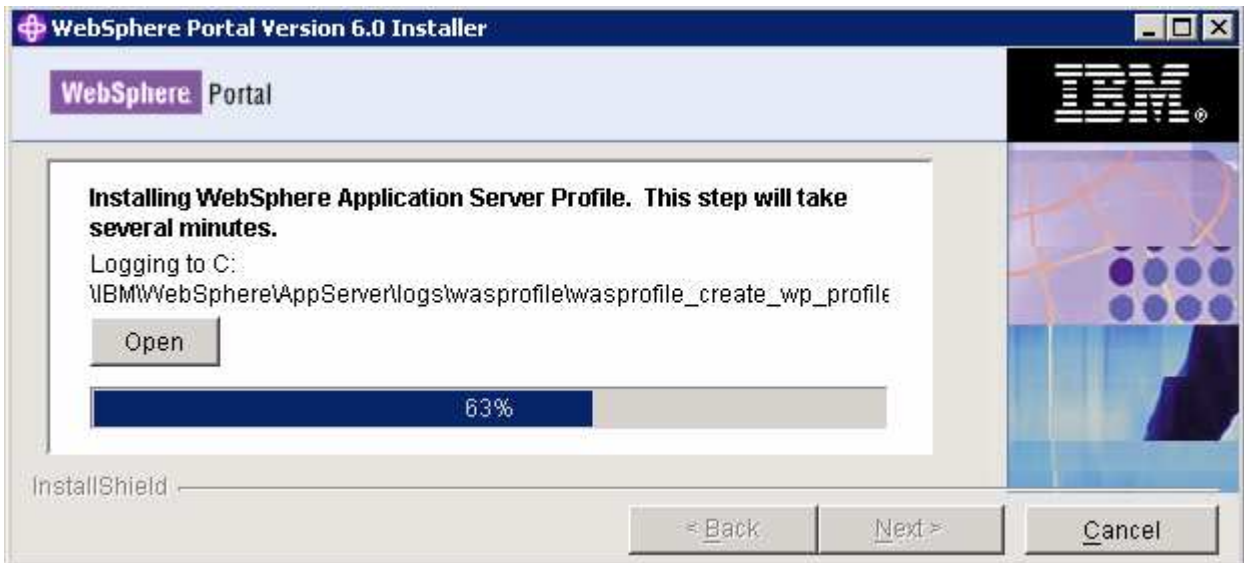 WebSphere Portal Version 6.0 Installer
WebSphere Portal
IBM®
Installing WebSphere Application Server Profile. This step will take
several minutes.
Logging to C:
\IBM\WebSphere\AppServer\logs\wasprofile\wasprofile_create_wp_profile
Open
63%
InstallShield
< Back
Next >
Cancel